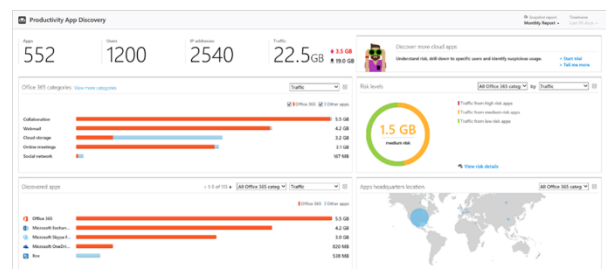 Productivity App Discovery
Snapshot report
Monthly Report
Timeframe
Last 30 days
Apps
552
Users
1200
IP addresses
2540
Traffic
22.5GB
3.5 GB
19.0 GB
Discover more cloud apps
Understand risk, drill down to specific users and identify suspicious usage.
Start trial
Tell me more
Office 365 categories View more categories
Traffic
Office 365 Other apps
Collaboration 5.5 GB
Webmail 4.2 GB
Cloud storage 3.2 GB
Online meetings 3.1 GB
Social network 167 MB
Risk levels
All Office 365 categ by Traffic
Traffic from high risk apps
Traffic from medium risk apps
Traffic from low risk apps
1.5 GB
medium risk
View risk details
Discovered apps
1-5 of 113 All Office 365 categ Traffic
Office 365 Other apps
Office 365 5.5 GB
Microsoft Exchan... 4.2 GB
Microsoft Skype f... 3.0 GB
Microsoft OneDri... 820 MB
Box 538 MB
Apps headquarters location
All Office 365 categ